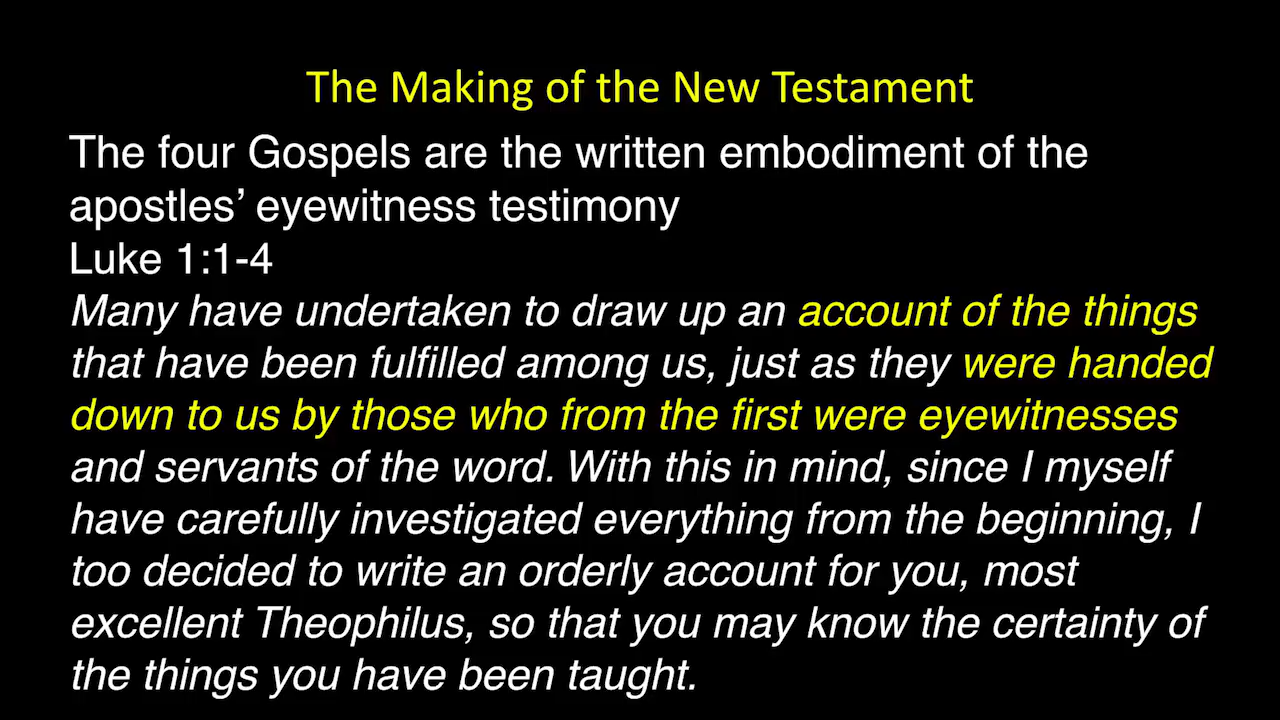 The Making of the New Testament
The four Gospels are the written embodiment of the
apostles’ eyewitness testimony
Luke 1:1-4
Many have undertaken to draw up an account of the things
that have been fulfilled among us, just as they were handed
down to us by those who from the first were eyewitnesses
and servants of the word. With this in mind, since I myself
have carefully investigated everything from the beginning, I
too decided to write an orderly account for you, most
excellent Theophilus, so that you may know the certainty of
the things you have been taught.